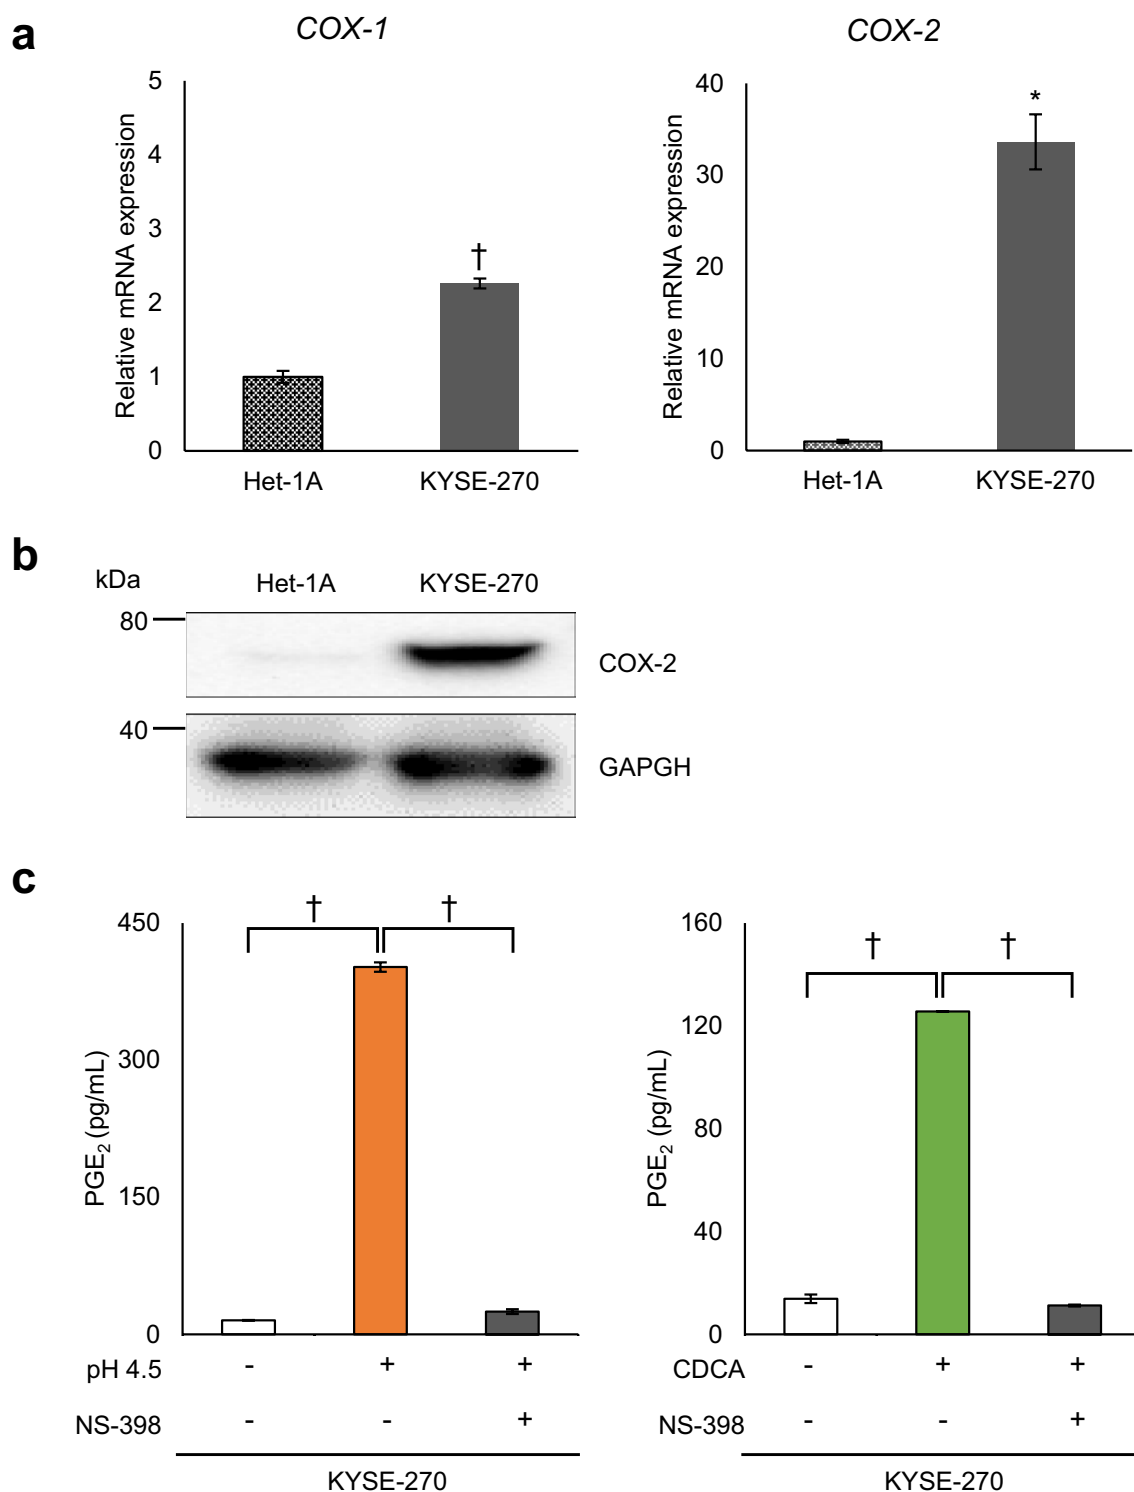 a
COX-1
COX-2
Relative mRNA expression
5
4
3
2
1
0
†
Het-1A
KYSE-270
Relative mRNA expression
40
30
20
10
0
*
Het-1A
KYSE-270
b
kDa
Het-1A
KYSE-270
80
COX-2
40
GAPGH
c
PGE2 (pg/mL)
450
300
150
0
† †
pH 4.5 - + +
NS-398 - - +
KYSE-270
PGE2 (pg/mL)
160
120
80
40
0
† †
CDCA - + +
NS-398 - - +
KYSE-270